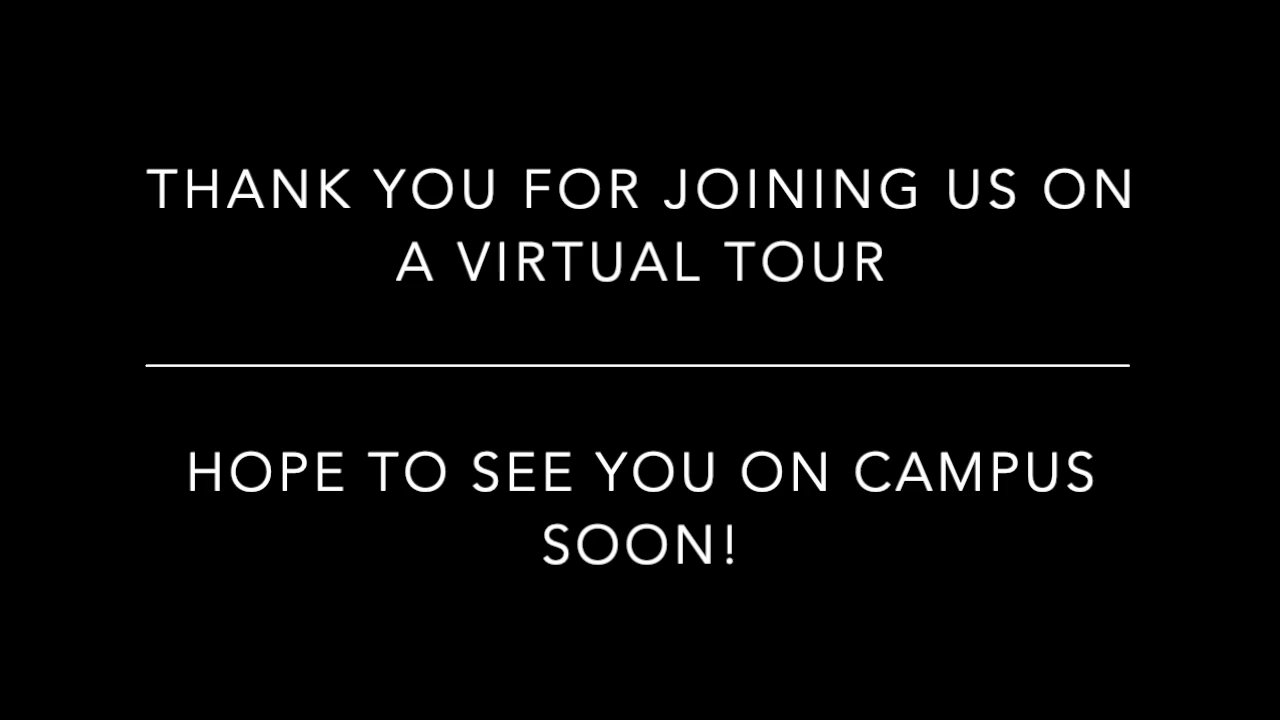 THANK YOU FOR JOINING US ON
A VIRTUAL TOUR
HOPE TO SEE YOU ON CAMPUS
SOON!